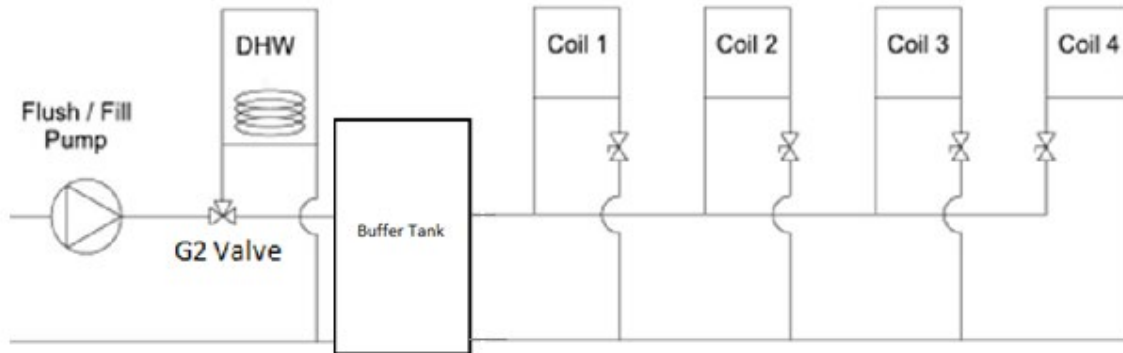 DHW
Coil 1
Coil 2
Coil 3
Coil 4
Flush / Fill
Pump
G2 Valve
Buffer Tank